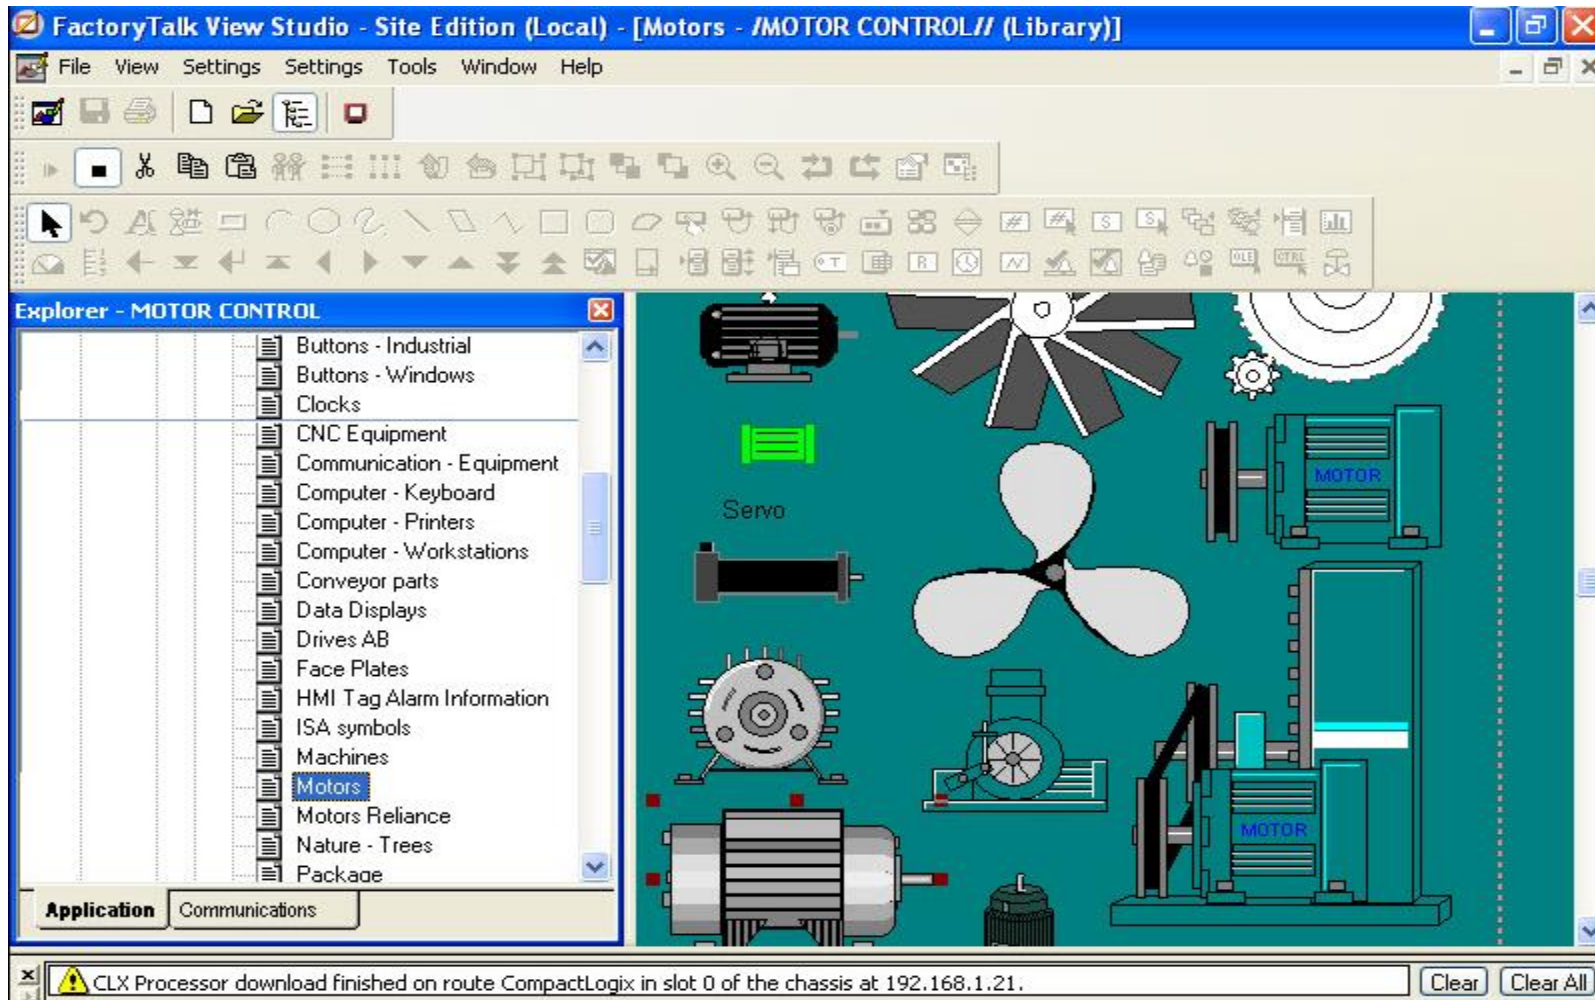 FactoryTalk View Studio - Site Edition (Local) - [Motors - /MOTOR CONTROL// (Library)]
File View Settings Settings Tools Window Help
Explorer - MOTOR CONTROL
Buttons - Industrial
Buttons - Windows
Clocks
CNC Equipment
Communication - Equipment
Computer - Keyboard
Computer - Printers
Computer - Workstations
Conveyor parts
Data Displays
Drives AB
Face Plates
HMI Tag Alarm Information
ISA symbols
Machines
Motors
Motors Reliance
Nature - Trees
Package
Application Communications
Servo
MOTOR
MOTOR
CLX Processor download finished on route CompactLogix in slot 0 of the chassis at 192.168.1.21.
Clear Clear All